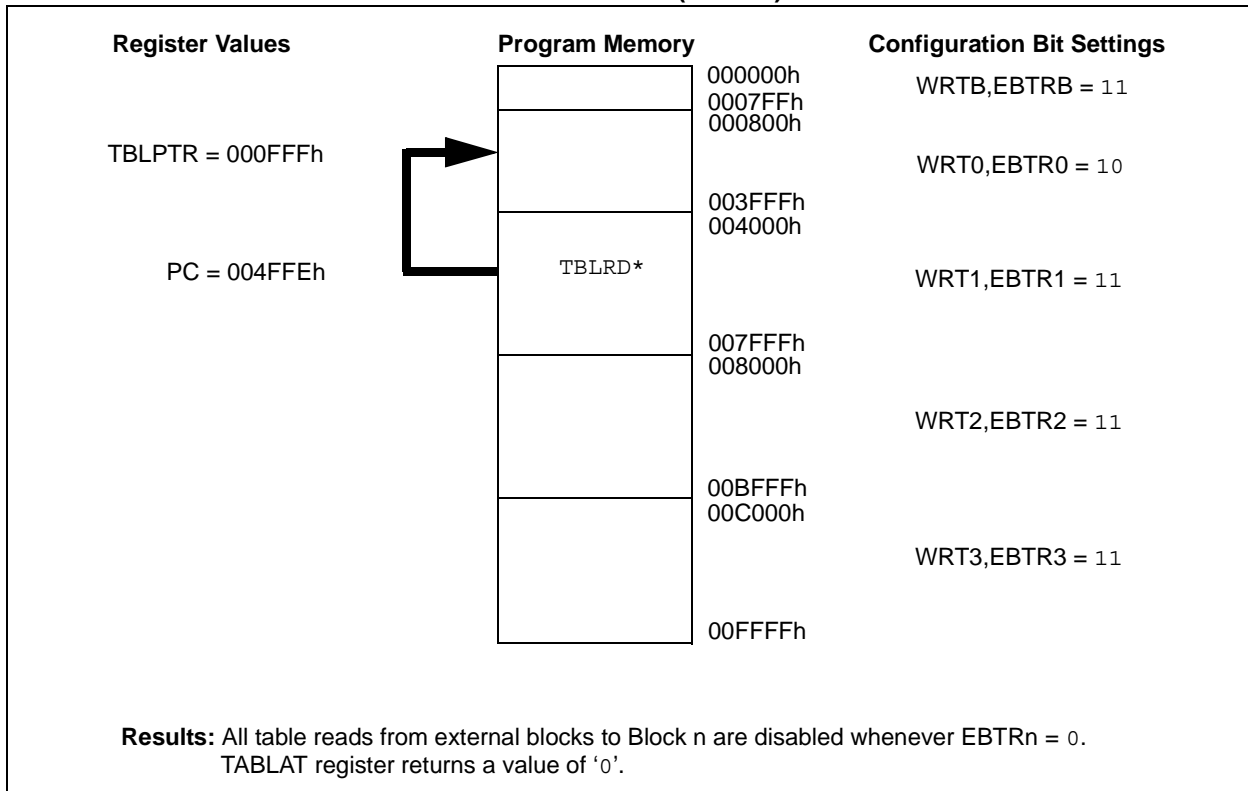 Register Values Program Memory Configuration Bit Settings
000000h
WRTB,EBTRB = 11
0007FFh
000800h
TBLPTR = 000FFFh
WRT0,EBTR0 = 10
003FFFh
004000h
PC = 004FFEh TBLRD* WRT1,EBTR1 = 11
007FFFh
008000h
WRT2,EBTR2 = 11
00BFFFh
00C000h
WRT3,EBTR3 = 11
00FFFFh
Results: All table reads from external blocks to Block n are disabled whenever EBTRn = 0.
TABLAT register returns a value of ‘0’.